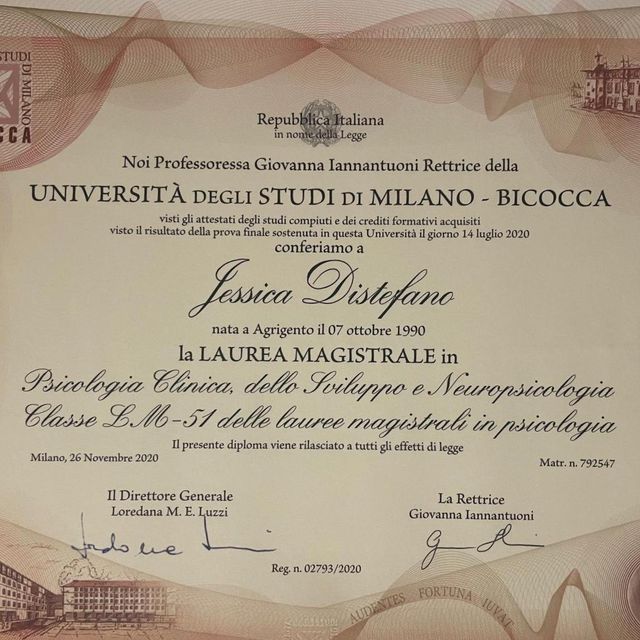 STUDI
DI MILANO
CCA
Repubblica Italiana
in nome della Legge
Noi Professoressa Giovanna Iannantuoni Rettrice della
UNIVERSITÀ DEGLI STUDI DI MILANO - BICOCCA
visti gli attestati degli studi compiuti e dei crediti formativi acquisiti
visto il risultato della prova finale sostenuta in questa Università il giorno 14 luglio 2020
conferiamo a
Jessica Distefano
nata a Agrigento il 07 ottobre 1990
la LAUREA MAGISTRALE in
Psicologia Clinica, dello Sviluppo e Neuropsicologia
Classe LM-51 delle lauree magistrali in psicologia
Il presente diploma viene rilasciato a tutti gli effetti di legge
Milano, 26 Novembre 2020
Matr. n. 792547
Il Direttore Generale
Loredana M. E. Luzzi
La Rettrice
Giovanna Iannantuoni
Reg. n. 02793/2020
AUDENTES FORTUNA IUVAT